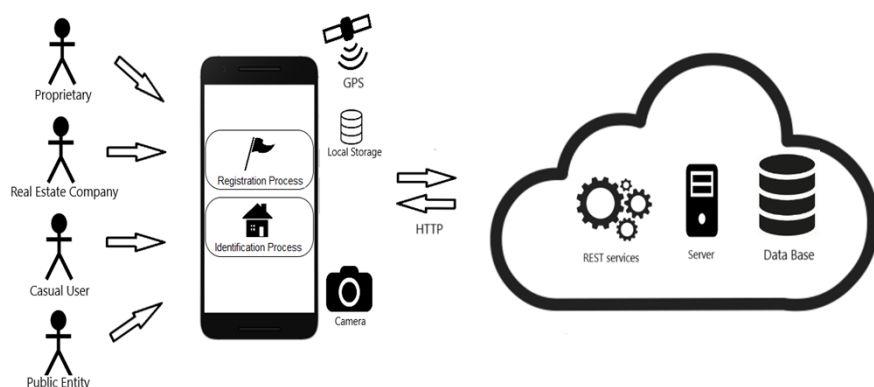 Proprietary
Real Estate Company
Casual User
Public Entity
Registration Process
Identification Process
GPS
Local Storage
Camera
HTTP
REST services
Server
Data Base